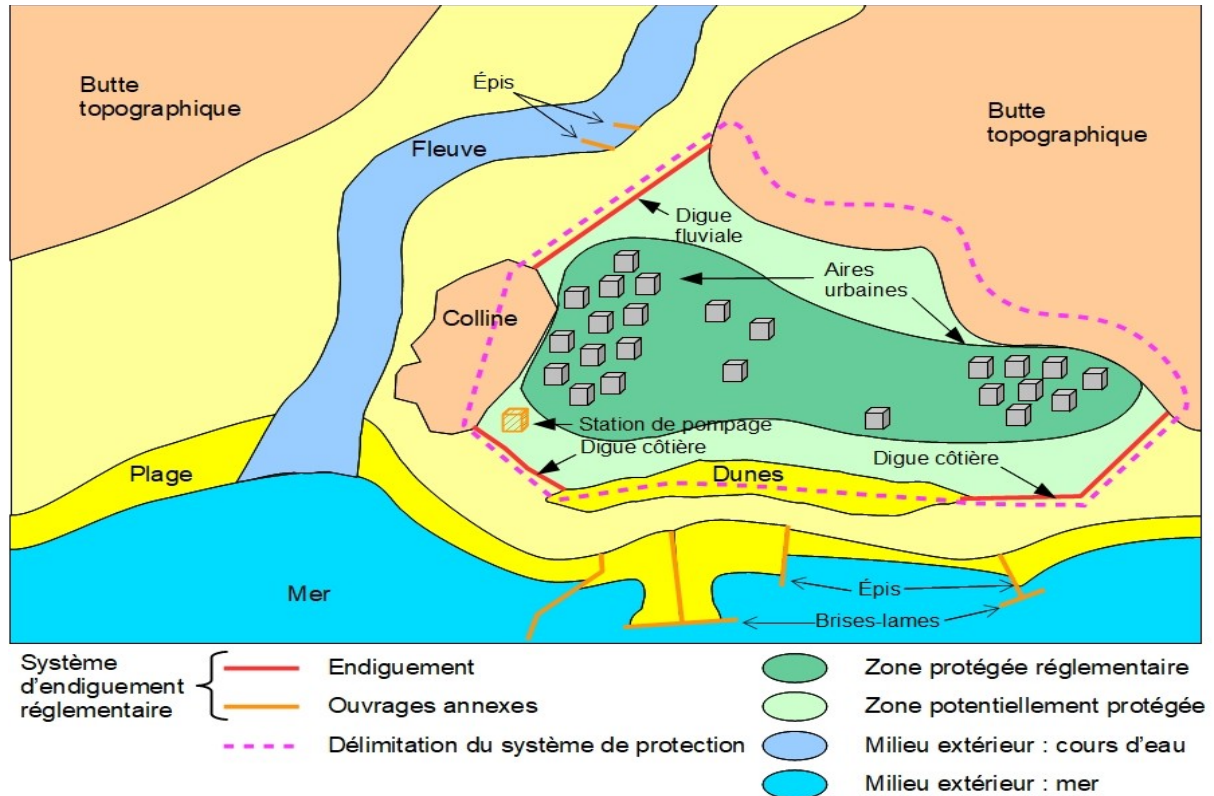 Butte
topographique
Épis
Butte
topographique
Fleuve
Digue
fluviale
Aires
urbaines
Colline
Station de pompage
Digue côtière
Plage
Dunes
Digue côtière
Mer
Épis
Brises-lames
Système
d'endiguement
réglementaire
Endiguement
Ouvrages annexes
Délimitation du système de protection
Zone protégée réglementaire
Zone potentiellement protégée
Milieu extérieur : cours d'eau
Milieu extérieur : mer